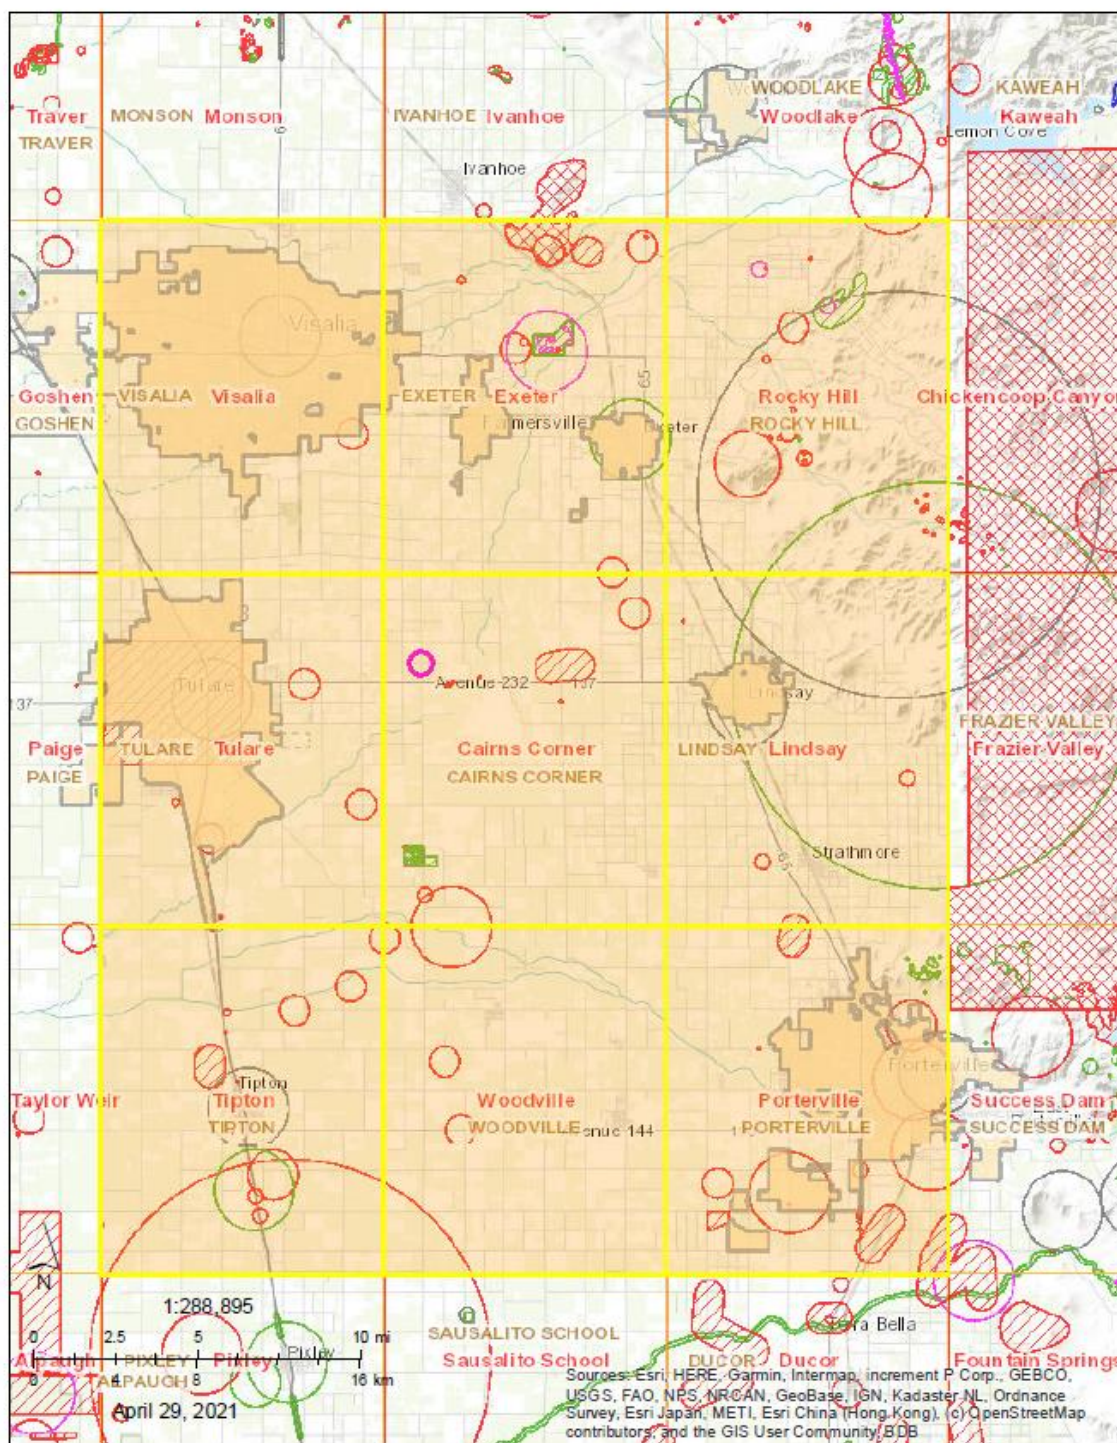 WOODLAKE
KAWEAH
Traver
MONSON Monson
IVANHOE Ivanhoe
Woodlake
Kaweah
TRAVER
Lemon Cove
Ivanhoe
Visalia
65
Goshen
VISALIA Visalia
EXETER Exeter
Rocky Hill
Chickencoop Canyon
GOSHEN
ROCKY HILL
Tulare
Avenue 232
137
137
FRAZIER VALLEY
Paige
TULARE Tulare
Cairns Corner
LINDSAY Lindsay
Frazier Valley
PAIGE
CAIRNS CORNER
Strathmore
65
Porterville
Tipton
Taylor Weir
Tipton
Woodville
Porterville
Success Dam
TIPTON
WOODVILLE
enue 144
PORTERVILLE
SUCCESS DAM
N
1:288,895
0 2.5 5 10 mi
SAUSALITO SCHOOL
Pixley
Terra Bella
Alpaugh
PIXLEY Pixley
Sausalito School
DUCOR Ducor
Fountain Springs
0 4 8 16 km
ALPAUGH
April 29, 2021
Sources: Esri, HERE, Garmin, Intermap, increment P Corp., GEBCO,
USGS, FAO, NPS, NRCAN, GeoBase, IGN, Kadaster NL, Ordnance
Survey, Esri Japan, METI, Esri China (Hong Kong), (c) OpenStreetMap
contributors, and the GIS User Community, BDB